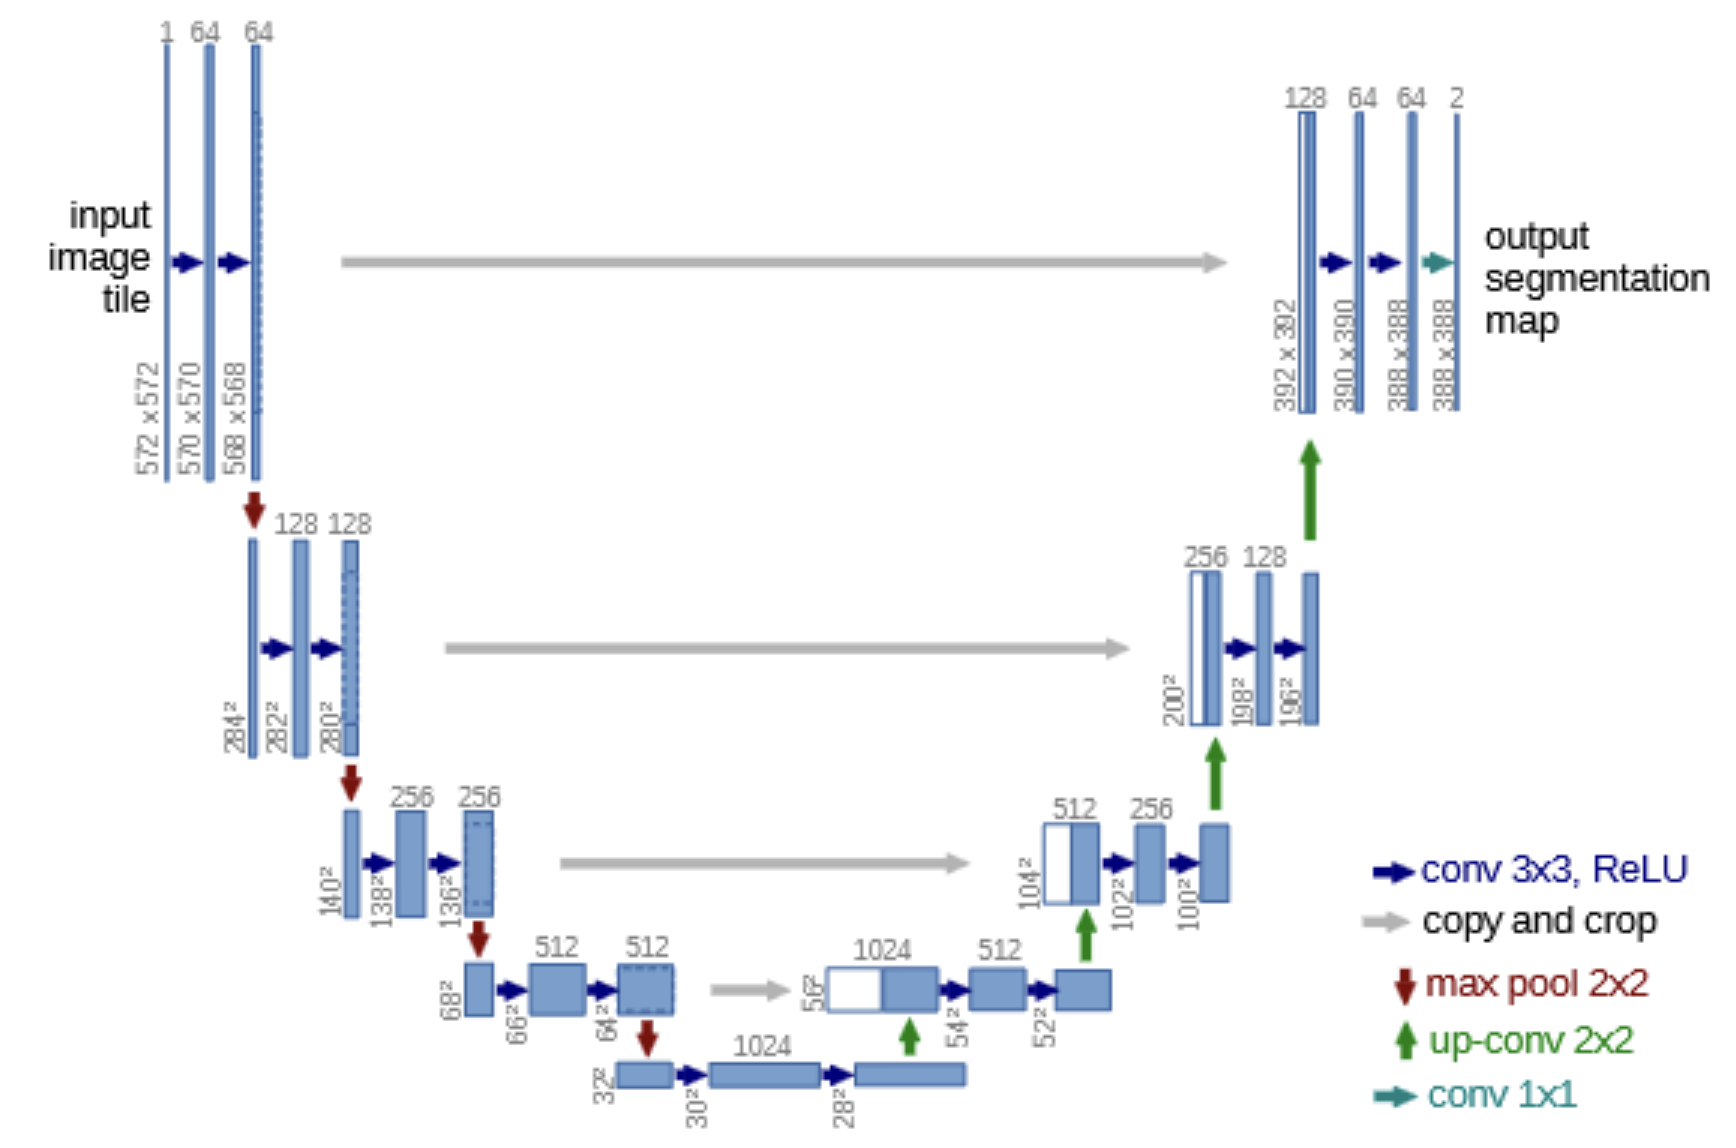 1 64 64
input
image
tile
572 x 572
570 x 570
568 x 568
128 64 64 2
392 x 392
390 x 390
388 x 388
388 x 388
output
segmentation
map
128 128
284²
282²
280²
256 128
200²
198²
196²
256 256
140²
138²
136²
512 256
104²
102²
100²
512 512
68²
66²
64²
1024 512
56²
54²
52²
1024
32²
30²
28²
conv 3x3, ReLU
copy and crop
max pool 2x2
up-conv 2x2
conv 1x1